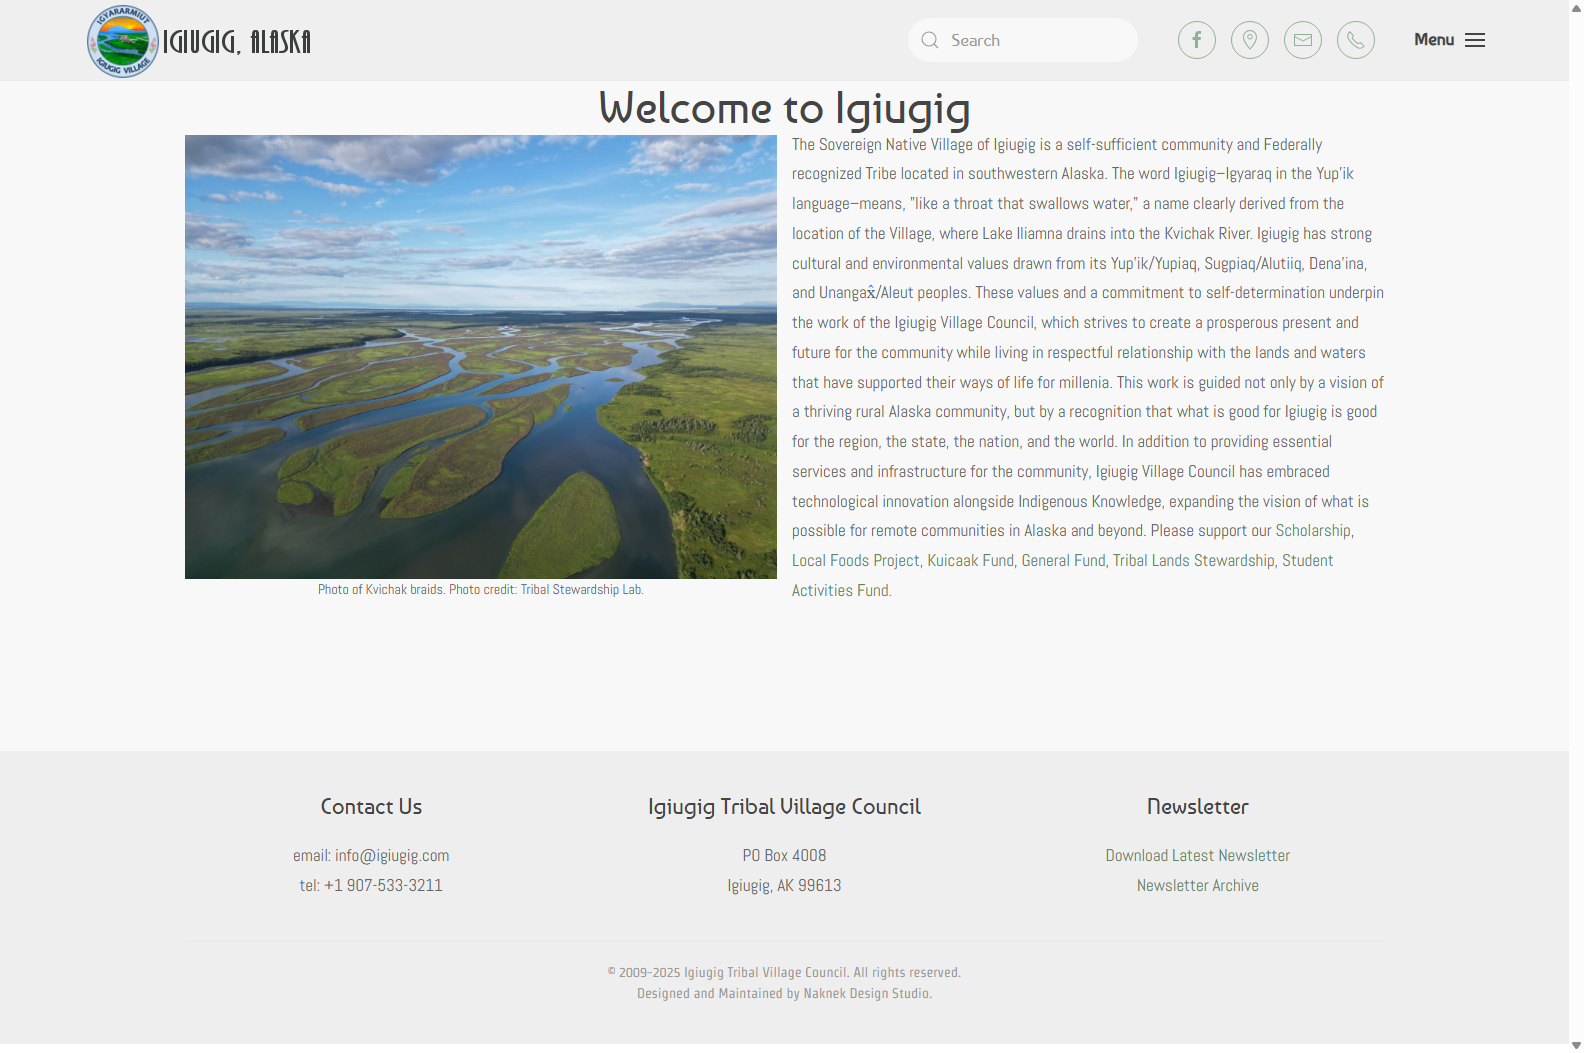 IGYARARMIUT
IGIUGIG VILLAGE
IGIUGIG, ALASKA
Search
Menu
Welcome to Igiugig
The Sovereign Native Village of Igiugig is a self-sufficient community and Federally
recognized Tribe located in southwestern Alaska. The word Igiugig–Igyaraq in the Yup'ik
language–means, "like a throat that swallows water," a name clearly derived from the
location of the Village, where Lake Iliamna drains into the Kvichak River. Igiugig has strong
cultural and environmental values drawn from its Yup'ik/Yupiaq, Sugpiaq/Alutiiq, Dena'ina,
and Unangax̂/Aleut peoples. These values and a commitment to self-determination underpin
the work of the Igiugig Village Council, which strives to create a prosperous present and
future for the community while living in respectful relationship with the lands and waters
that have supported their ways of life for millenia. This work is guided not only by a vision of
a thriving rural Alaska community, but by a recognition that what is good for Igiugig is good
for the region, the state, the nation, and the world. In addition to providing essential
services and infrastructure for the community, Igiugig Village Council has embraced
technological innovation alongside Indigenous Knowledge, expanding the vision of what is
possible for remote communities in Alaska and beyond. Please support our Scholarship,
Local Foods Project, Kuicaak Fund, General Fund, Tribal Lands Stewardship, Student
Activities Fund.
Photo of Kvichak braids. Photo credit: Tribal Stewardship Lab.
Contact Us
email: info@igiugig.com
tel: +1 907-533-3211
Igiugig Tribal Village Council
PO Box 4008
Igiugig, AK 99613
Newsletter
Download Latest Newsletter
Newsletter Archive
© 2009-2025 Igiugig Tribal Village Council. All rights reserved.
Designed and Maintained by Naknek Design Studio.